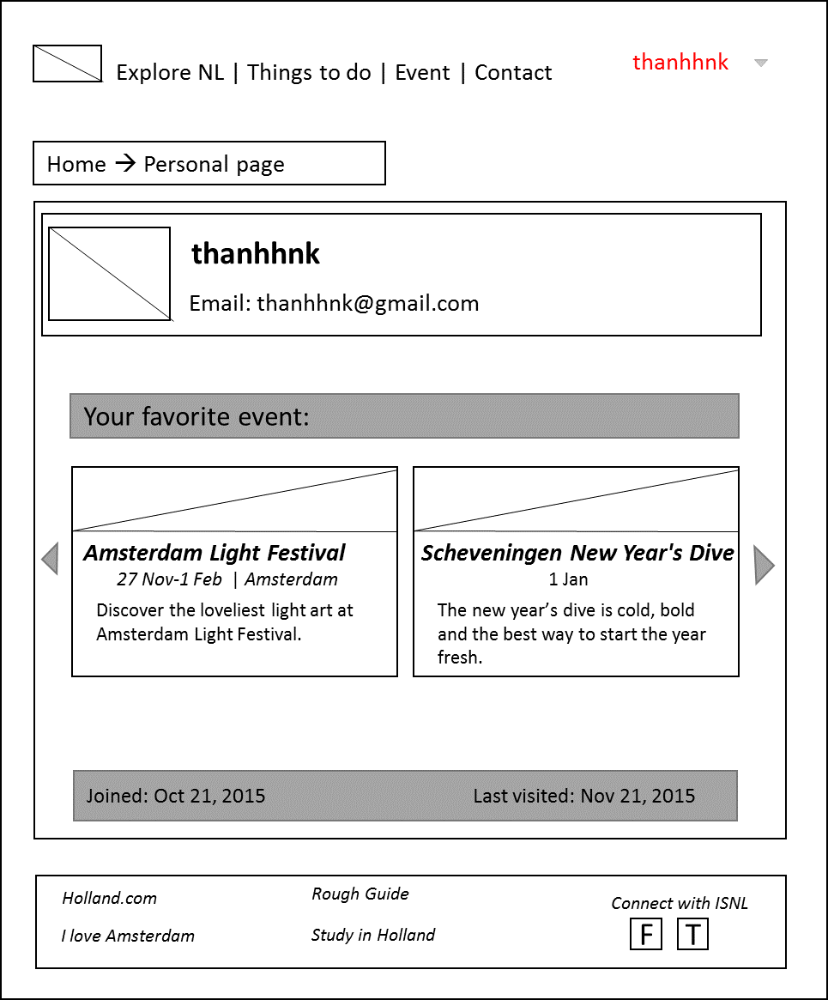 Explore NL | Things to do | Event | Contact
thanhhnk
Home → Personal page
thanhhnk
Email: thanhhnk@gmail.com
Your favorite event:
Amsterdam Light Festival
27 Nov-1 Feb | Amsterdam
Discover the loveliest light art at
Amsterdam Light Festival.
Scheveningen New Year's Dive
1 Jan
The new year’s dive is cold, bold
and the best way to start the year
fresh.
Joined: Oct 21, 2015
Last visited: Nov 21, 2015
Holland.com
I love Amsterdam
Rough Guide
Study in Holland
Connect with ISNL
F T